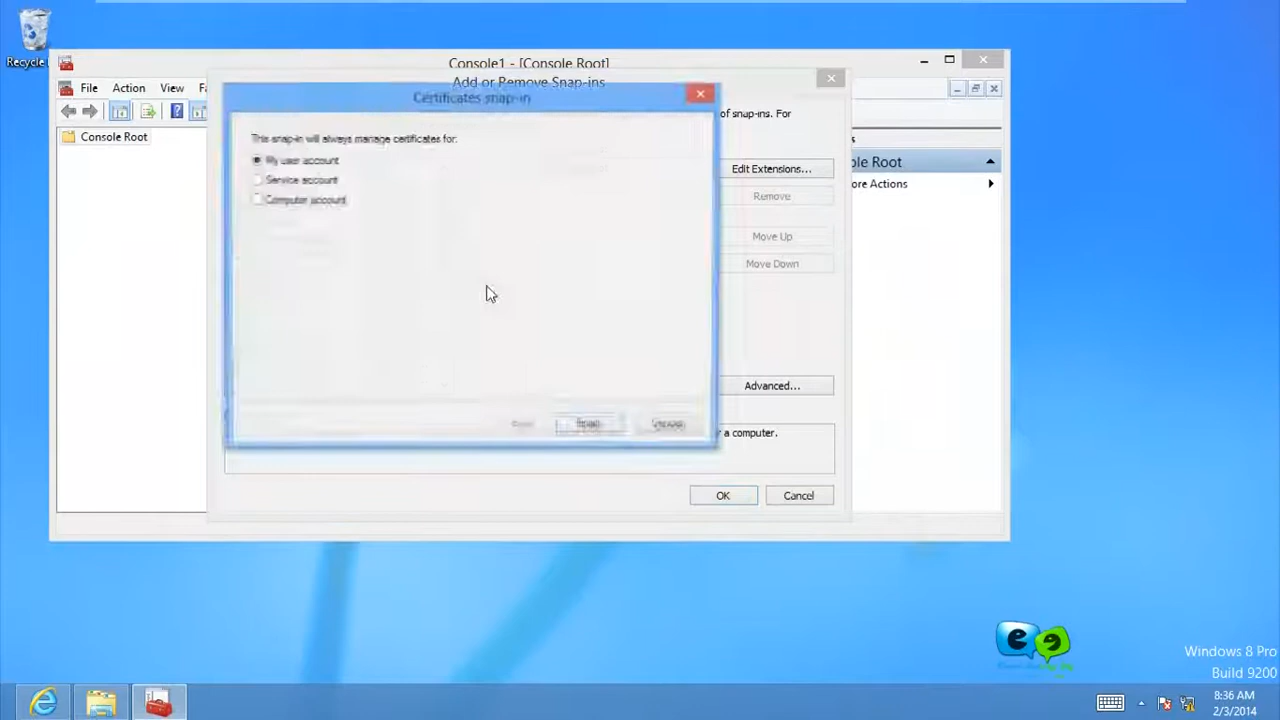 Recycle
Console1 - [Console Root]
Add or Remove Snap-ins
Certificates snap-in
File Action View
of snap-ins. For
Console Root
This snap-in will always manage certificates for:
My user account
Service account
Computer account
Edit Extensions...
Remove
Move Up
Move Down
Advanced...
ole Root
ore Actions
a computer.
OK
Cancel
Windows 8 Pro
Build 9200
8:36 AM
2/3/2014